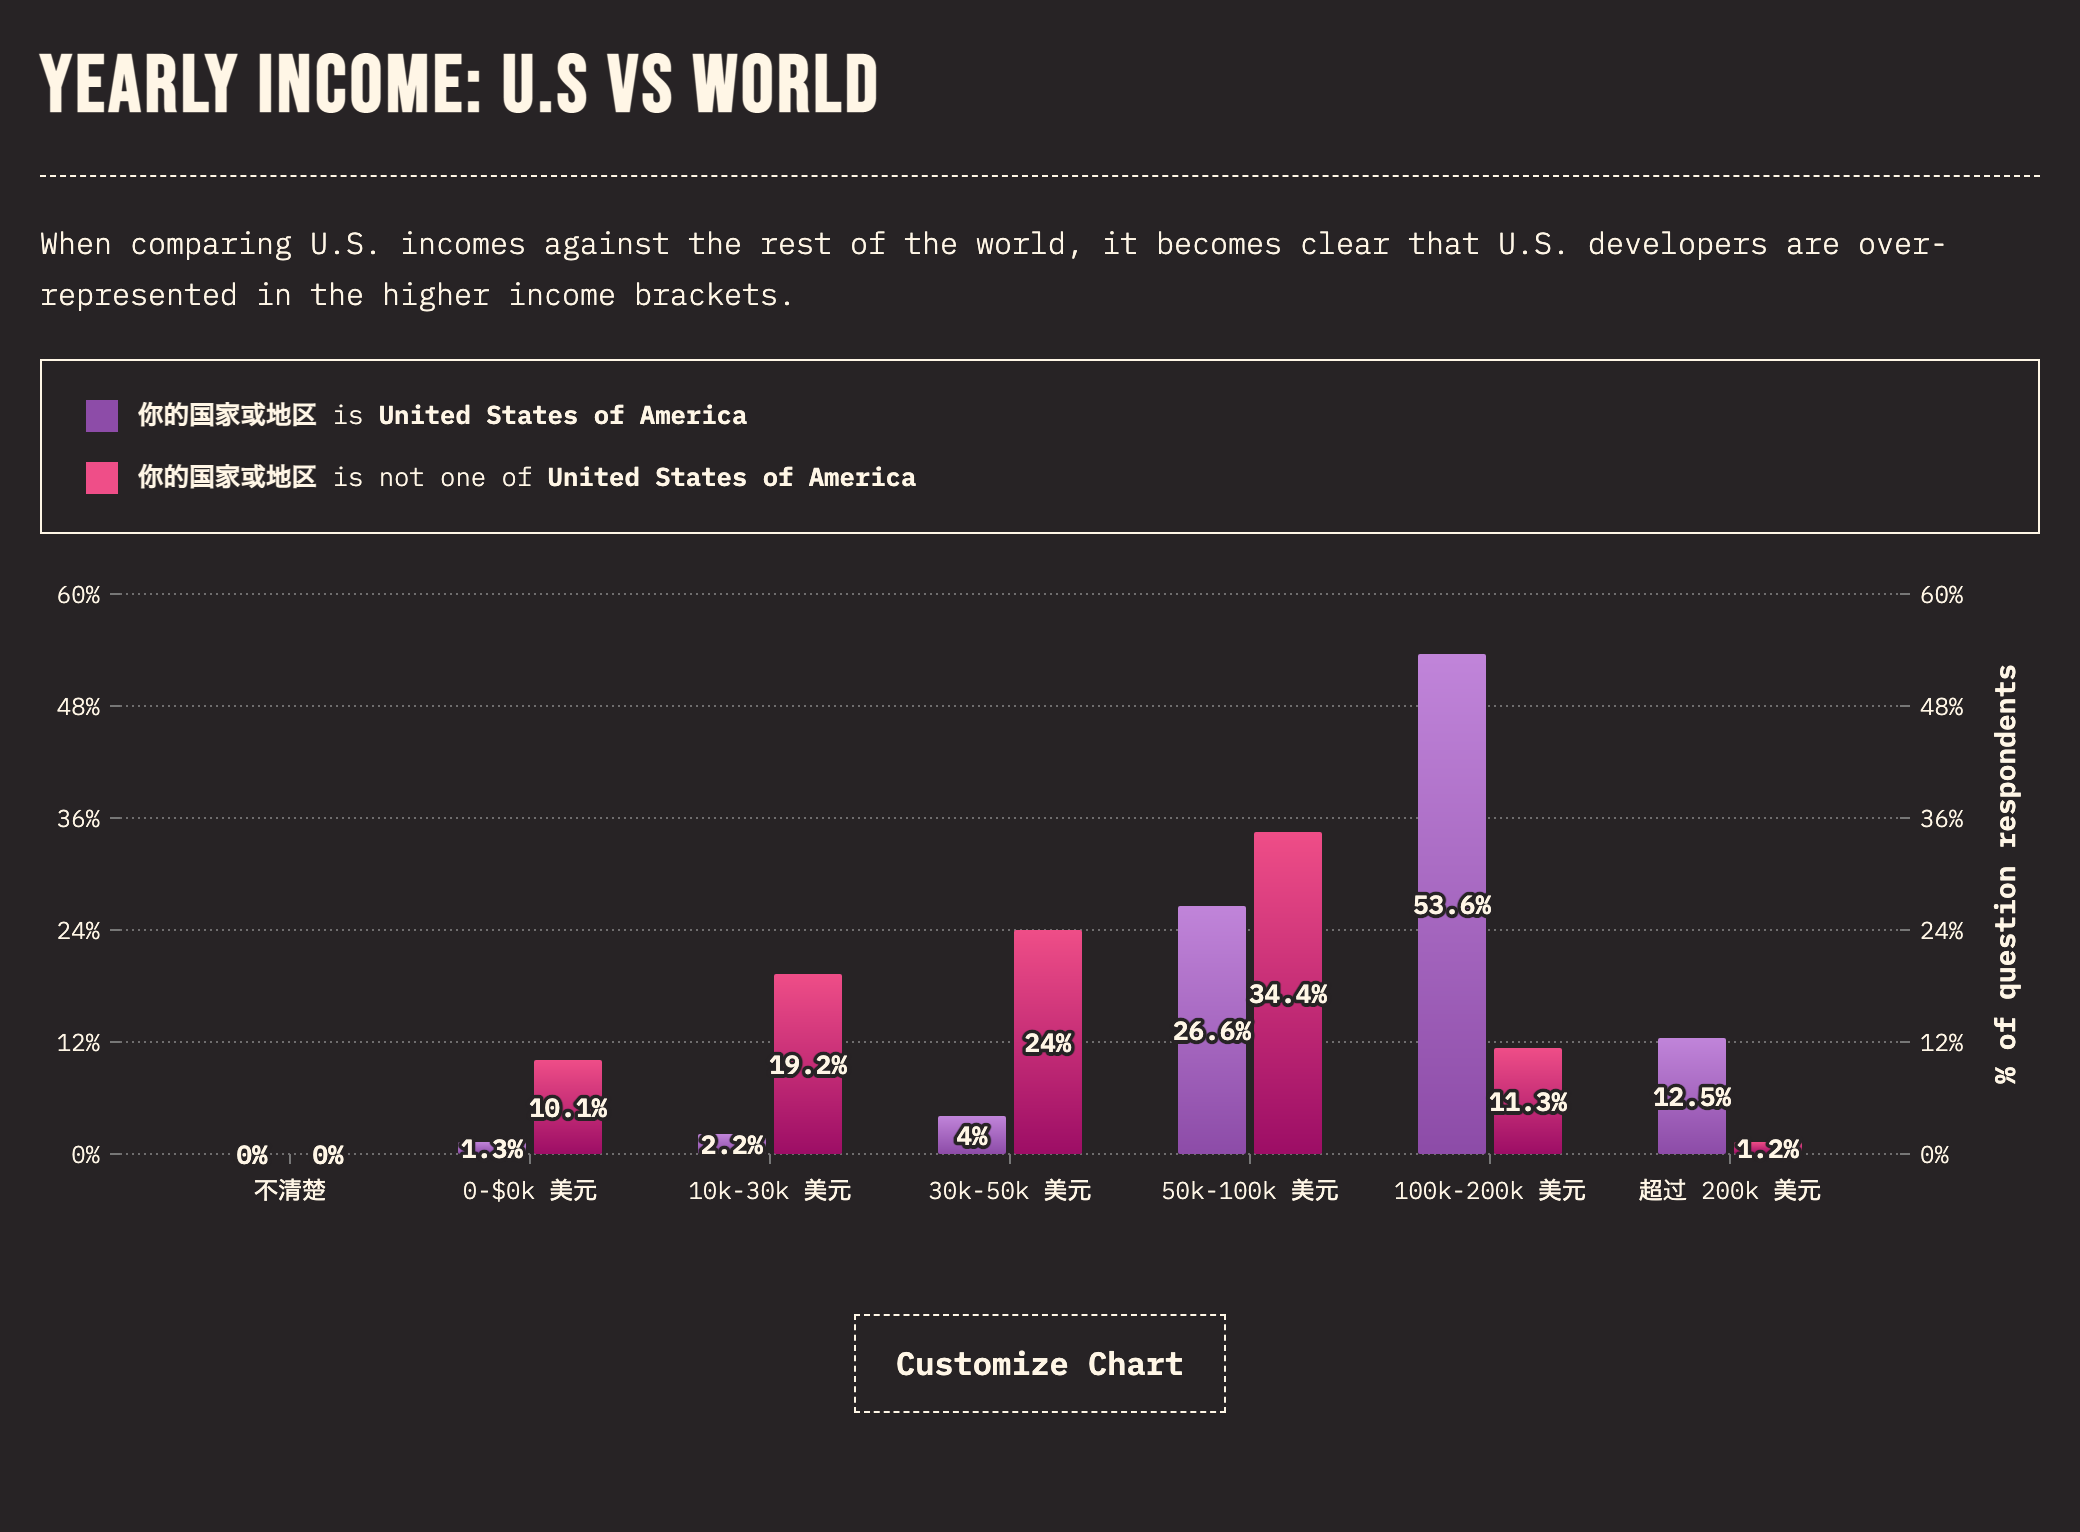 YEARLY INCOME: U.S VS WORLD
When comparing U.S. incomes against the rest of the world, it becomes clear that U.S. developers are over-
represented in the higher income brackets.
你的国家或地区 is United States of America
你的国家或地区 is not one of United States of America
60%
48%
36%
24%
12%
0%
60%
48%
36%
24%
12%
0%
% of question respondents
0% 0%
1.3% 10.1%
2.2% 19.2%
4% 24%
26.6% 34.4%
53.6% 11.3%
12.5% 1.2%
不清楚 0-$0k 美元 10k-30k 美元 30k-50k 美元 50k-100k 美元 100k-200k 美元 超过 200k 美元
Customize Chart